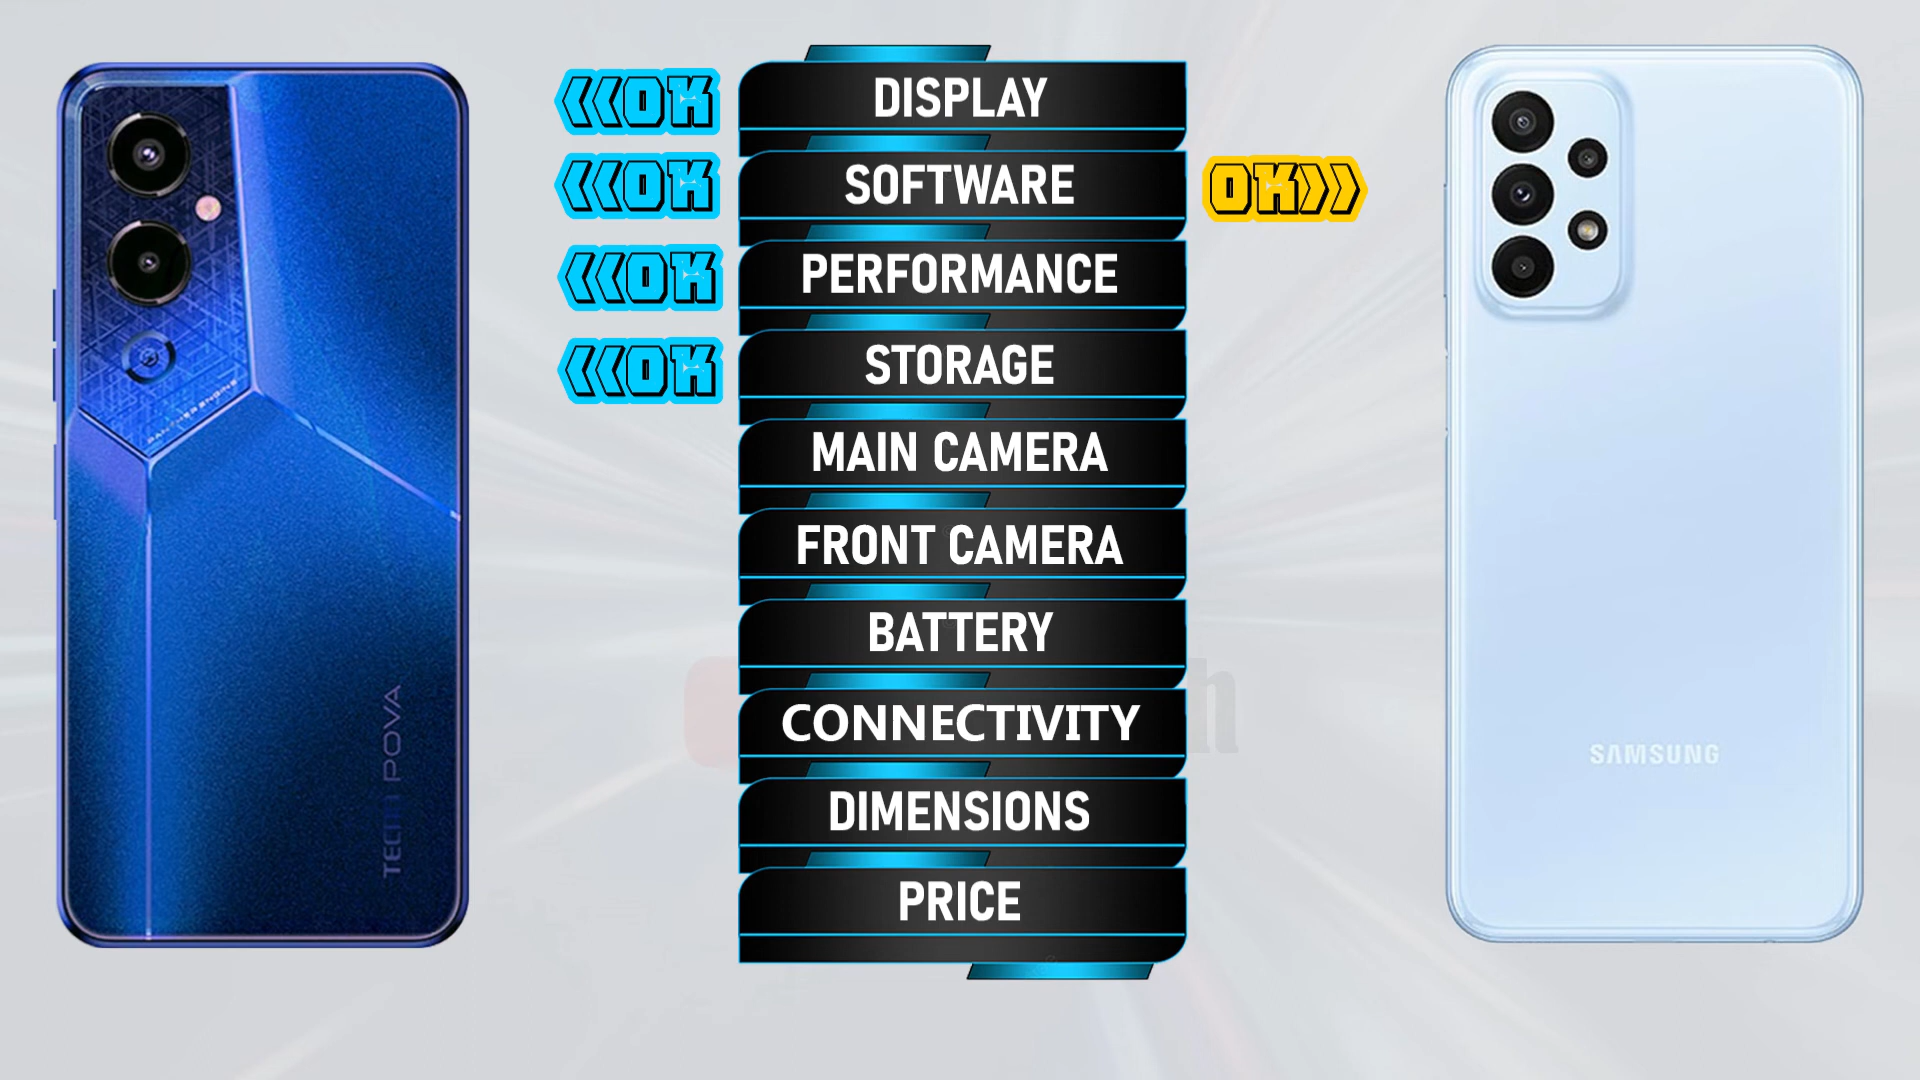 DISPLAY
SOFTWARE
PERFORMANCE
STORAGE
MAIN CAMERA
FRONT CAMERA
BATTERY
CONNECTIVITY
DIMENSIONS
PRICE
OK
OK
OK
OK
OK
TECNO POVA
SAMSUNG